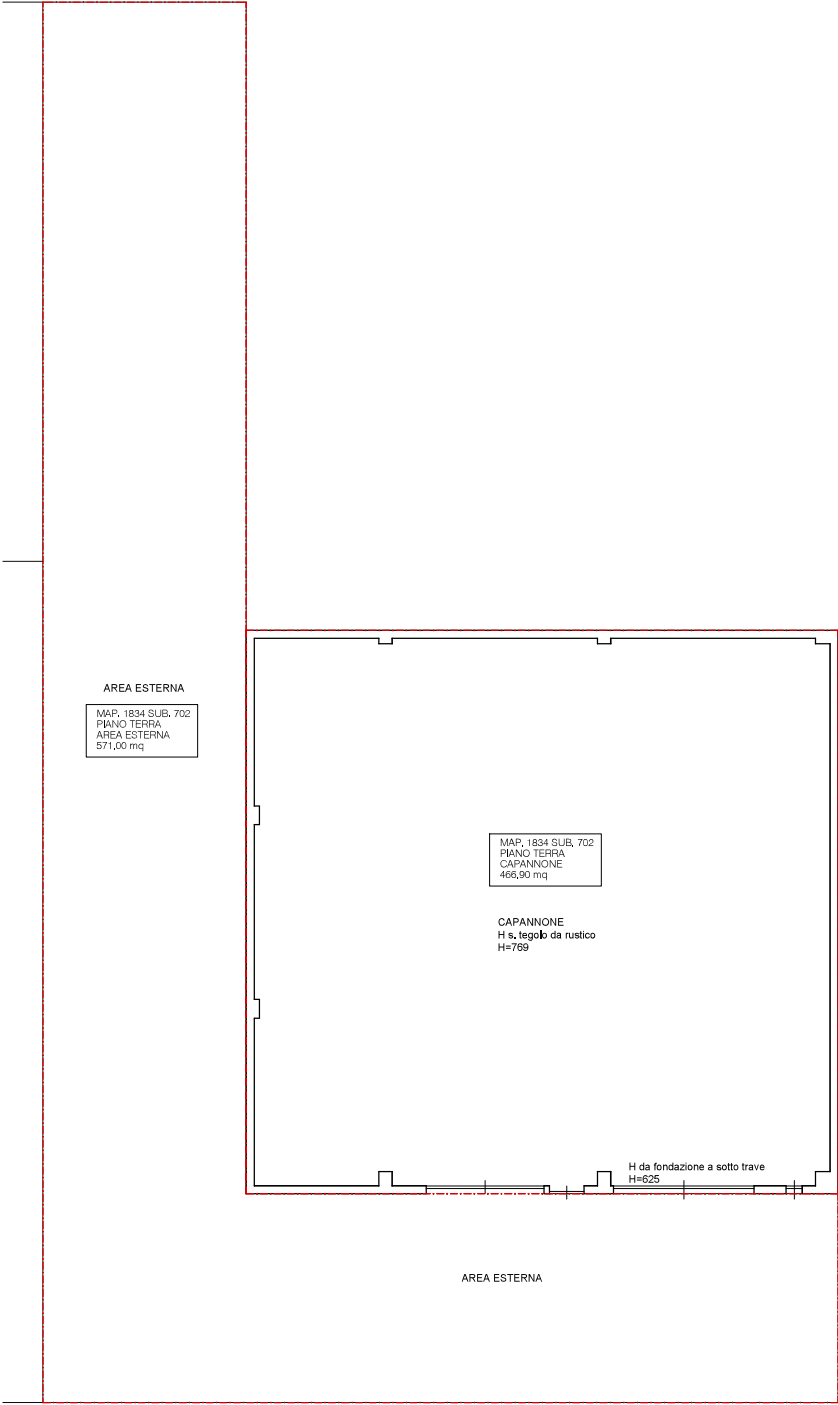 AREA ESTERNA
MAP. 1834 SUB. 702
PIANO TERRA
AREA ESTERNA
571,00 mq
MAP. 1834 SUB. 702
PIANO TERRA
CAPANNONE
466,90 mq
CAPANNONE
H s. tegolo da rustico
H=769
H da fondazione a sotto trave
H=625
AREA ESTERNA